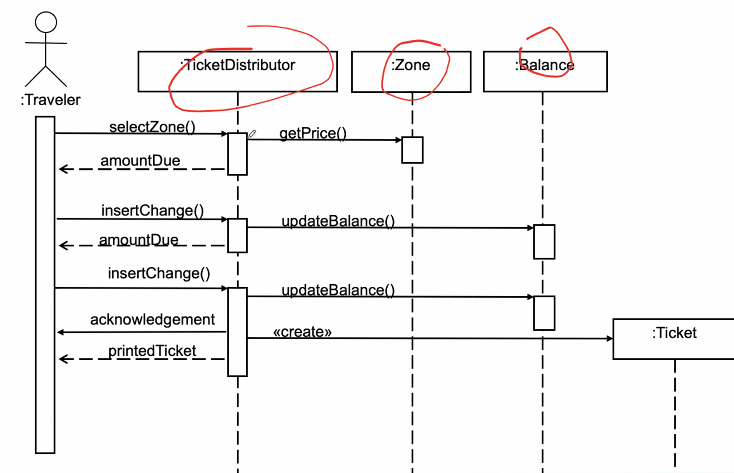 :Traveler
:TicketDistributor
:Zone
:Balance
selectZone()
getPrice()
amountDue
insertChange()
updateBalance()
amountDue
insertChange()
updateBalance()
acknowledgement
«create»
:Ticket
printedTicket